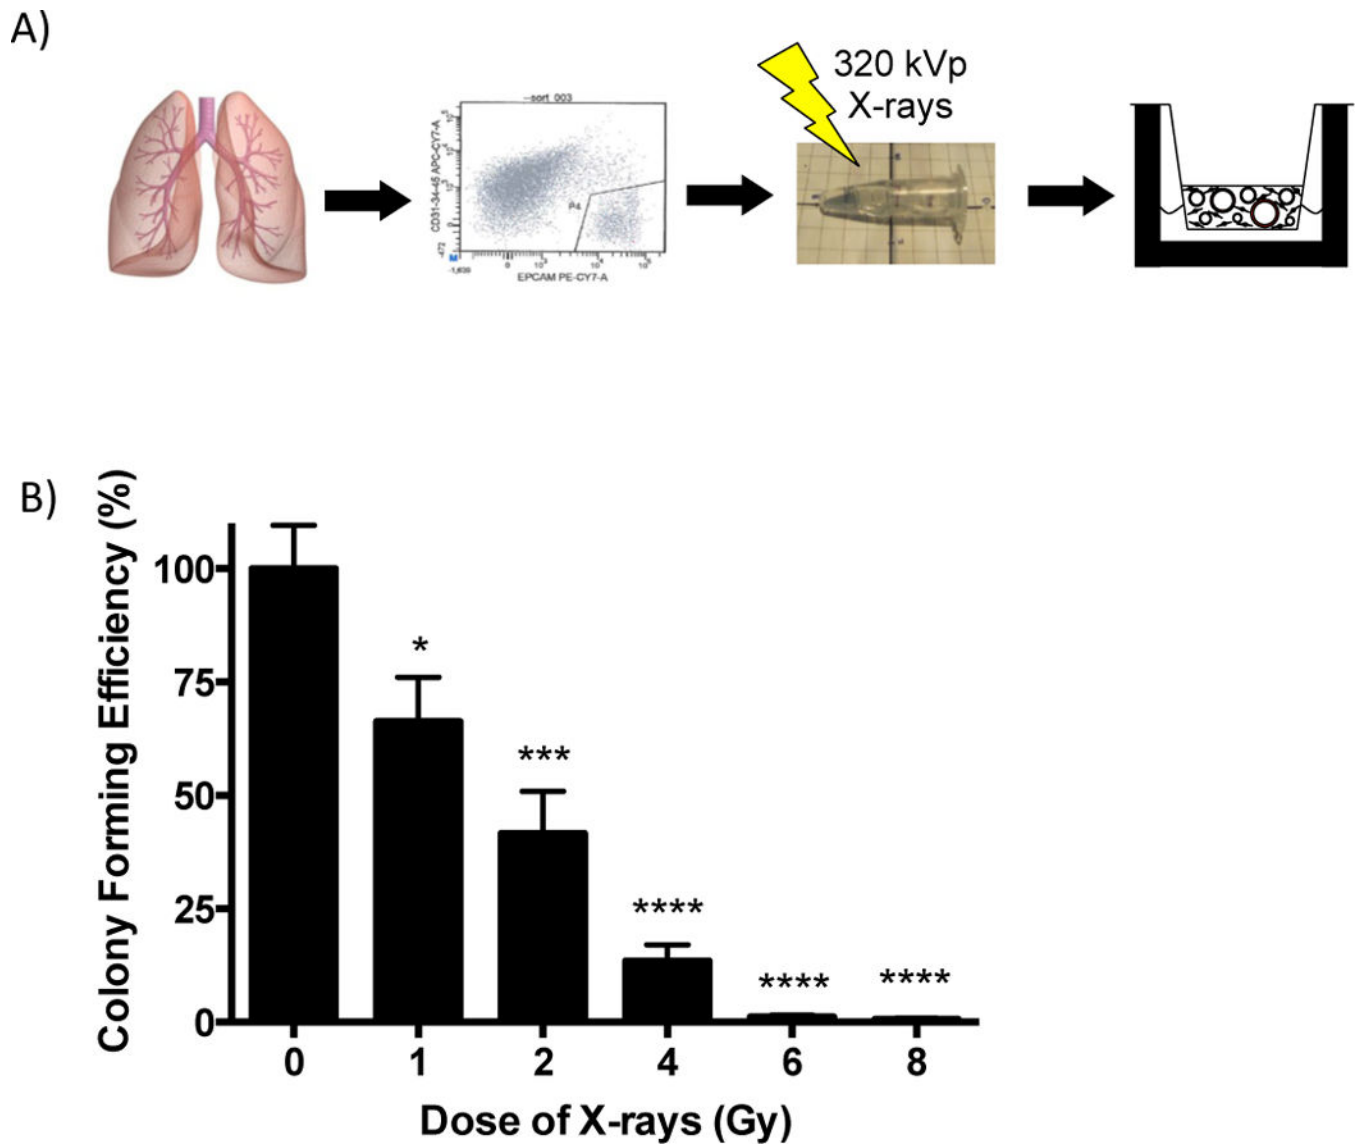 A)
320 kVp
X-rays
--sort_003
CD31-34-45 APC-CY7-A
P4
EPCAM PE-CY7-A
B)
Colony Forming Efficiency (%)
100
75
50
25
0
*
***
****
****
****
0 1 2 4 6 8
Dose of X-rays (Gy)